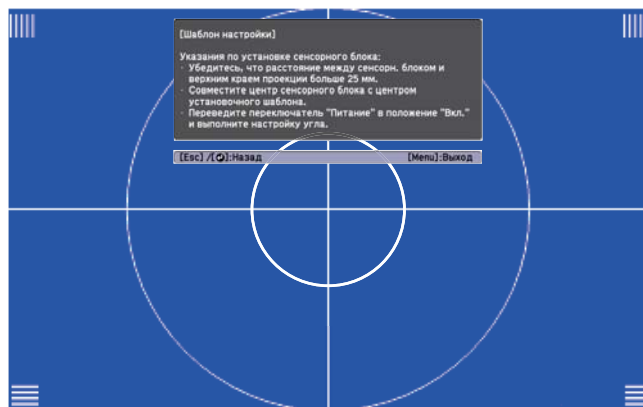 [Шаблон настройки]
Указания по установке сенсорного блока:
· Убедитесь, что расстояние между сенсорн. блоком и
верхним краем проекции больше 25 мм.
· Совместите центр сенсорного блока с центром
установочного шаблона.
· Переведите переключатель "Питание" в положение "Вкл."
и выполните настройку угла.
[Esc] /[⮌]:Назад [Menu]:Выход